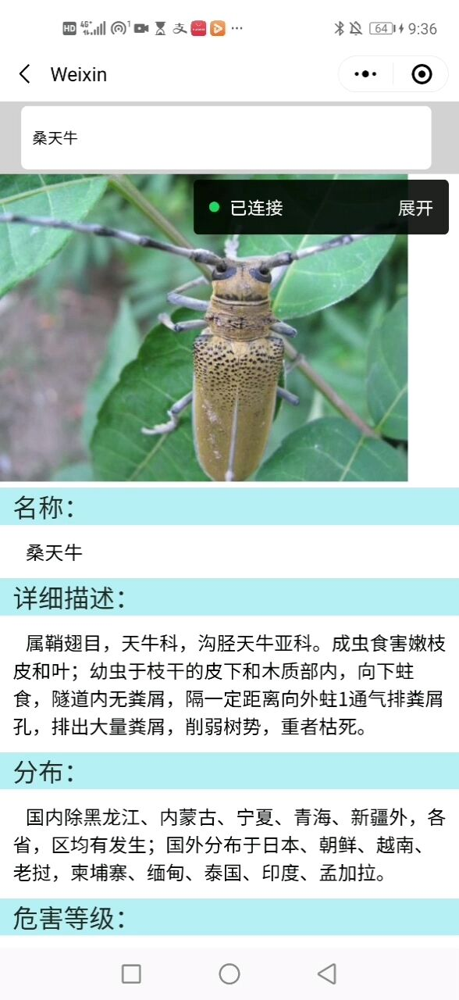 HD 4G+ 1 支 64 9:36
Weixin
桑天牛
已连接 展开
名称：
桑天牛
详细描述：
属鞘翅目，天牛科，沟胫天牛亚科。成虫食害嫩枝
皮和叶；幼虫于枝干的皮下和木质部内，向下蛀
食，隧道内无粪屑，隔一定距离向外蛀1通气排粪屑
孔，排出大量粪屑，削弱树势，重者枯死。
分布：
国内除黑龙江、内蒙古、宁夏、青海、新疆外，各
省，区均有发生；国外分布于日本、朝鲜、越南、
老挝，柬埔寨、缅甸、泰国、印度、孟加拉。
危害等级：